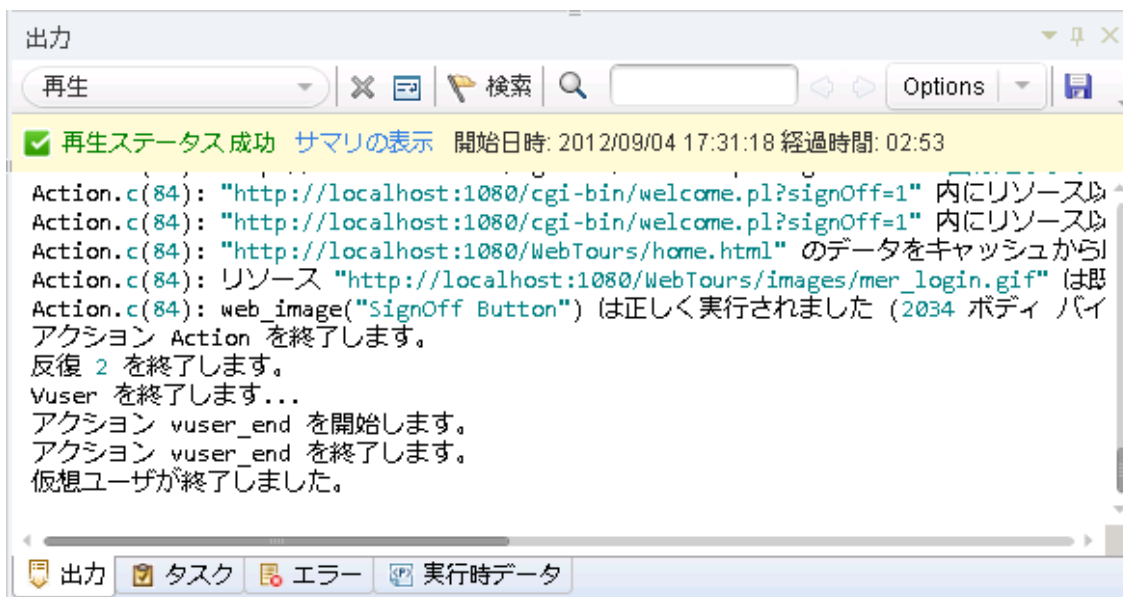 出力
再生 検索 Options
再生ステータス 成功 サマリの表示 開始日時: 2012/09/04 17:31:18 経過時間: 02:53
Action.c(84): "http://localhost:1080/cgi-bin/welcome.pl?signOff=1" 内にリソース以
Action.c(84): "http://localhost:1080/cgi-bin/welcome.pl?signOff=1" 内にリソース以
Action.c(84): "http://localhost:1080/WebTours/home.html" のデータをキャッシュから
Action.c(84): リソース "http://localhost:1080/WebTours/images/mer_login.gif" は既
Action.c(84): web_image("SignOff Button") は正しく実行されました (2034 ボディ バイ
アクション Action を終了します。
反復 2 を終了します。
Vuser を終了します...
アクション vuser_end を開始します。
アクション vuser_end を終了します。
仮想ユーザが終了しました。
出力 タスク エラー 実行時データ